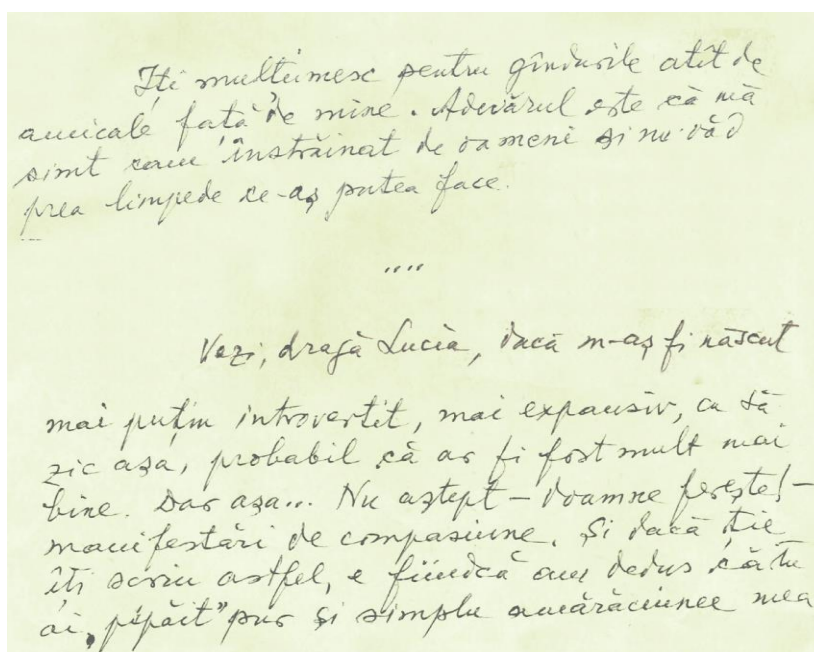 Îți mulțumesc pentru gîndurile atît de
amicale față de mine. Adevărul este că mă
simt cam înstrăinat de oameni și nu văd
prea limpede ce-aș putea face.
....
Vezi, dragă Lucia, dacă m-aș fi născut
mai puțin introvertit, mai expansiv, ca să
zic așa, probabil că ar fi fost mult mai
bine. Dar așa... Nu aștept – doamne ferește! –
manifestări de compasiune. Și dacă ție
îți scriu astfel, e fiindcă am dedus că tu
ai „pipăit” pur și simplu amărăciunea mea